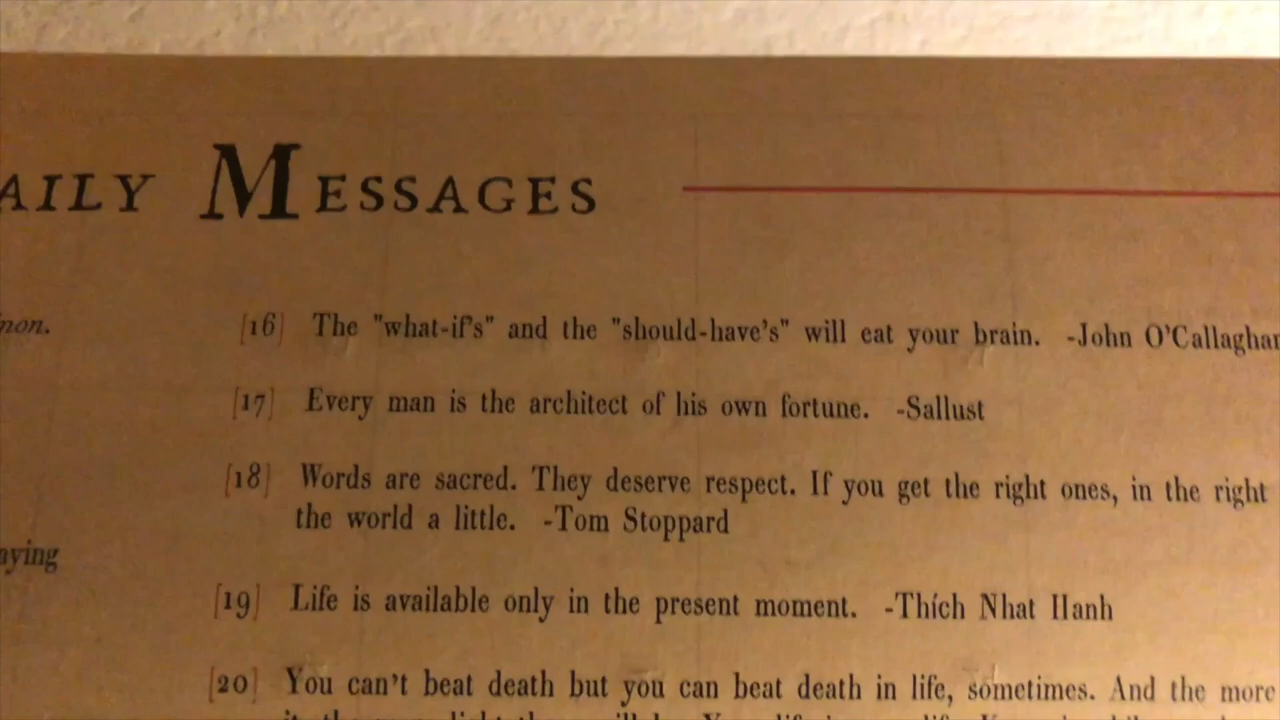 AILY MESSAGES
non.
[16] The "what-if's" and the "should-have's" will eat your brain. -John O'Callaghan
[17] Every man is the architect of his own fortune. -Sallust
[18] Words are sacred. They deserve respect. If you get the right ones, in the right
the world a little. -Tom Stoppard
aying
[19] Life is available only in the present moment. -Thích Nhat Hanh
[20] You can't beat death but you can beat death in life, sometimes. And the more